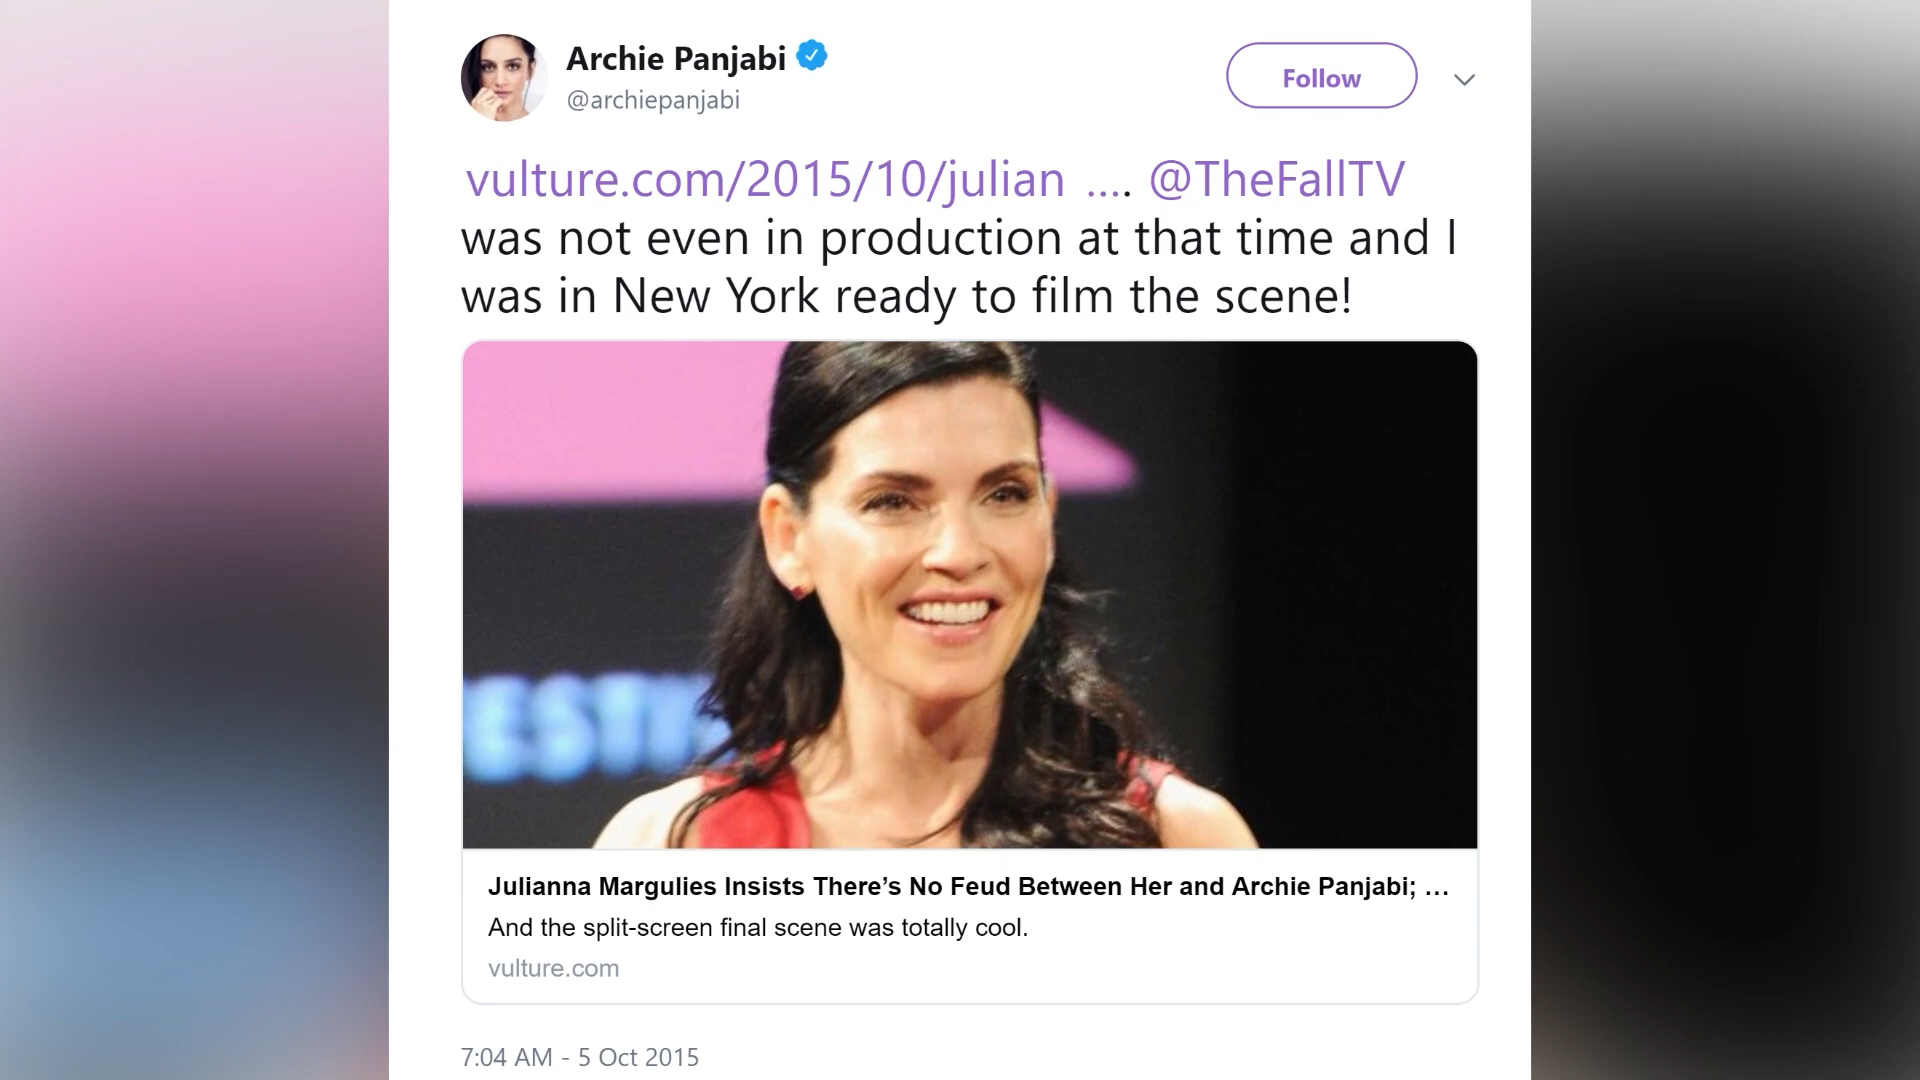 Archie Panjabi
@archiepanjabi
Follow
vulture.com/2015/10/julian …. @TheFallTV
was not even in production at that time and I
was in New York ready to film the scene!
EST
Julianna Margulies Insists There’s No Feud Between Her and Archie Panjabi; …
And the split-screen final scene was totally cool.
vulture.com
7:04 AM - 5 Oct 2015